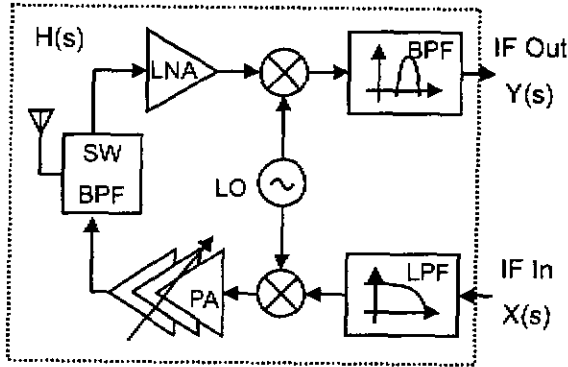 H(s)
LNA
BPF
IF Out
Y(s)
SW
BPF
LO
PA
LPF
IF In
X(s)